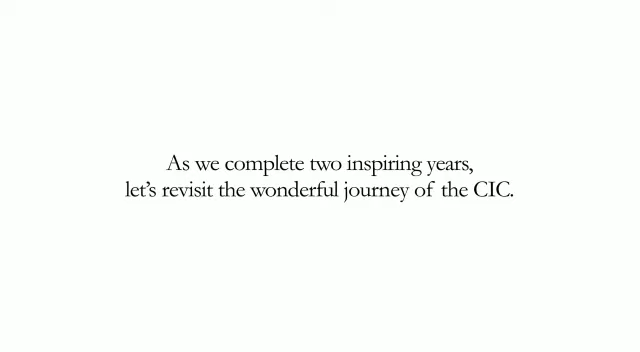 As we complete two inspiring years,
let’s revisit the wonderful journey of the CIC.